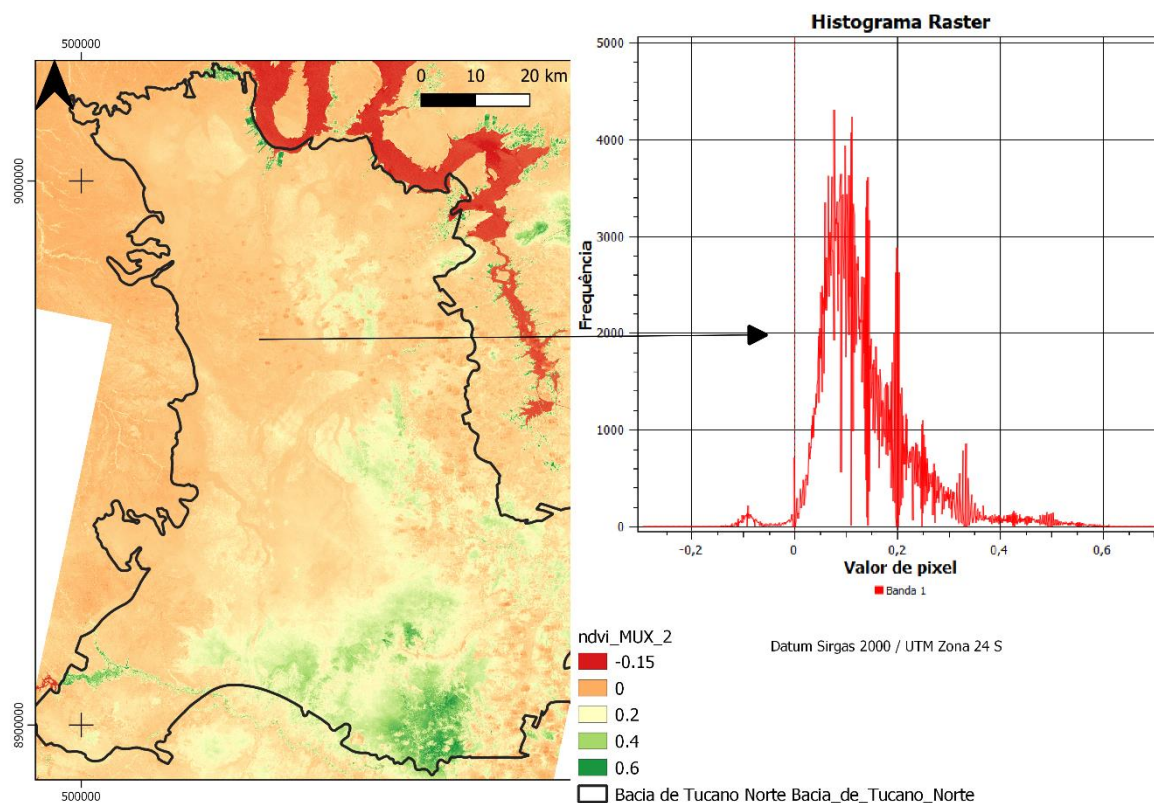 500000
0 10 20 km
9000000
8900000
500000
Histograma Raster
Frequência
5000
4000
3000
2000
1000
0
-0,2 0 0,2 0,4 0,6
Valor de pixel
Banda 1
Datum Sirgas 2000 / UTM Zona 24 S
ndvi_MUX_2
-0.15
0
0.2
0.4
0.6
Bacia de Tucano Norte Bacia_de_Tucano_Norte